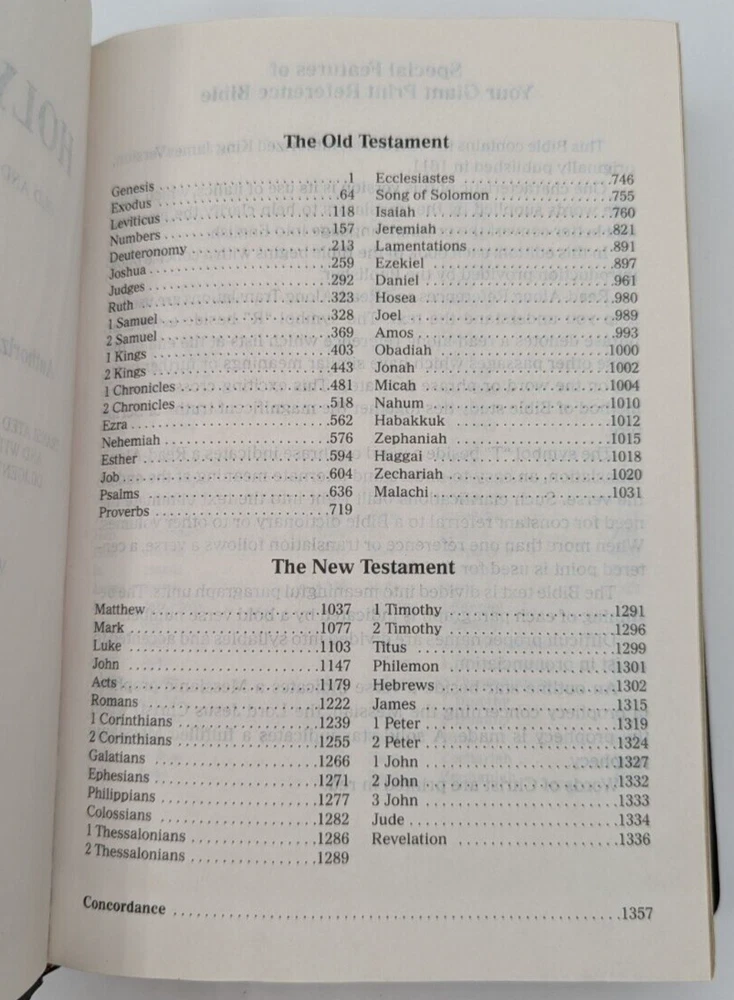 The Old Testament
Genesis ............................1
Exodus ............................64
Leviticus ........................118
Numbers ........................157
Deuteronomy ..................213
Joshua ..........................259
Judges ..........................292
Ruth .............................323
1 Samuel ........................328
2 Samuel ........................369
1 Kings ..........................403
2 Kings ..........................443
1 Chronicles ....................481
2 Chronicles ....................518
Ezra .............................562
Nehemiah .......................576
Esther ...........................594
Job ..............................604
Psalms ..........................636
Proverbs ........................719
Ecclesiastes ....................746
Song of Solomon ...............755
Isaiah ...........................760
Jeremiah ........................821
Lamentations ...................891
Ezekiel ..........................897
Daniel ...........................961
Hosea ...........................980
Joel .............................989
Amos ............................993
Obadiah ........................1000
Jonah ..........................1002
Micah ..........................1004
Nahum .........................1010
Habakkuk ......................1012
Zephaniah .....................1015
Haggai .........................1018
Zechariah ......................1020
Malachi ........................1031
The New Testament
Matthew .......................1037
Mark ...........................1077
Luke ...........................1103
John ...........................1147
Acts ............................1179
Romans ........................1222
1 Corinthians ..................1239
2 Corinthians ..................1255
Galatians ......................1266
Ephesians ......................1271
Philippians .....................1277
Colossians .....................1282
1 Thessalonians ...............1286
2 Thessalonians ...............1289
1 Timothy ......................1291
2 Timothy ......................1296
Titus ...........................1299
Philemon .......................1301
Hebrews .......................1302
James ..........................1315
1 Peter .........................1319
2 Peter .........................1324
1 John ..........................1327
2 John ..........................1332
3 John ..........................1333
Jude ............................1334
Revelation .....................1336
Concordance ..................................................1357